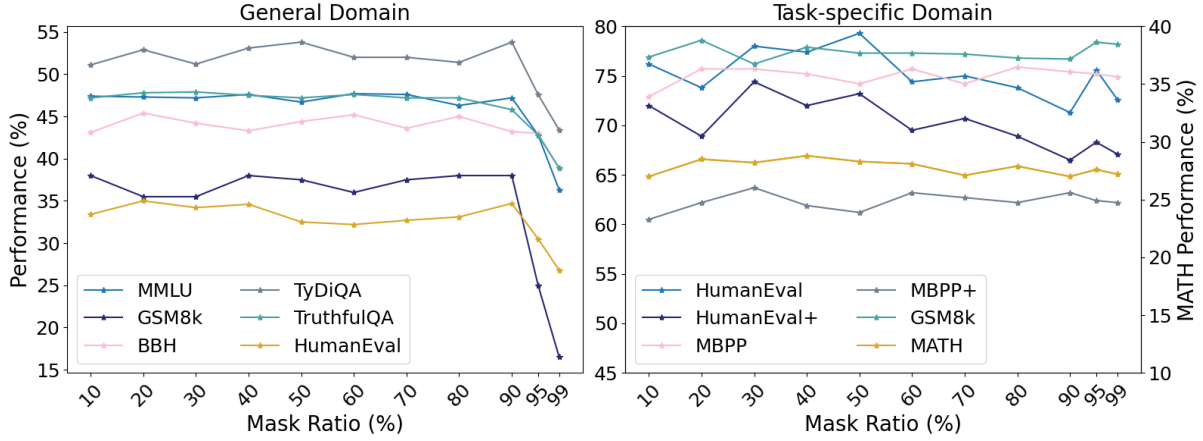 General Domain
Performance (%)
55
50
45
40
35
30
25
20
15
MMLU
GSM8k
BBH
TyDiQA
TruthfulQA
HumanEval
10
20
30
40
50
60
70
80
90
95
99
Mask Ratio (%)
Task-specific Domain
80
75
70
65
60
55
50
45
HumanEval
HumanEval+
MBPP
MBPP+
GSM8k
MATH
10
20
30
40
50
60
70
80
90
95
99
Mask Ratio (%)
40
35
30
25
20
15
10
MATH Performance (%)